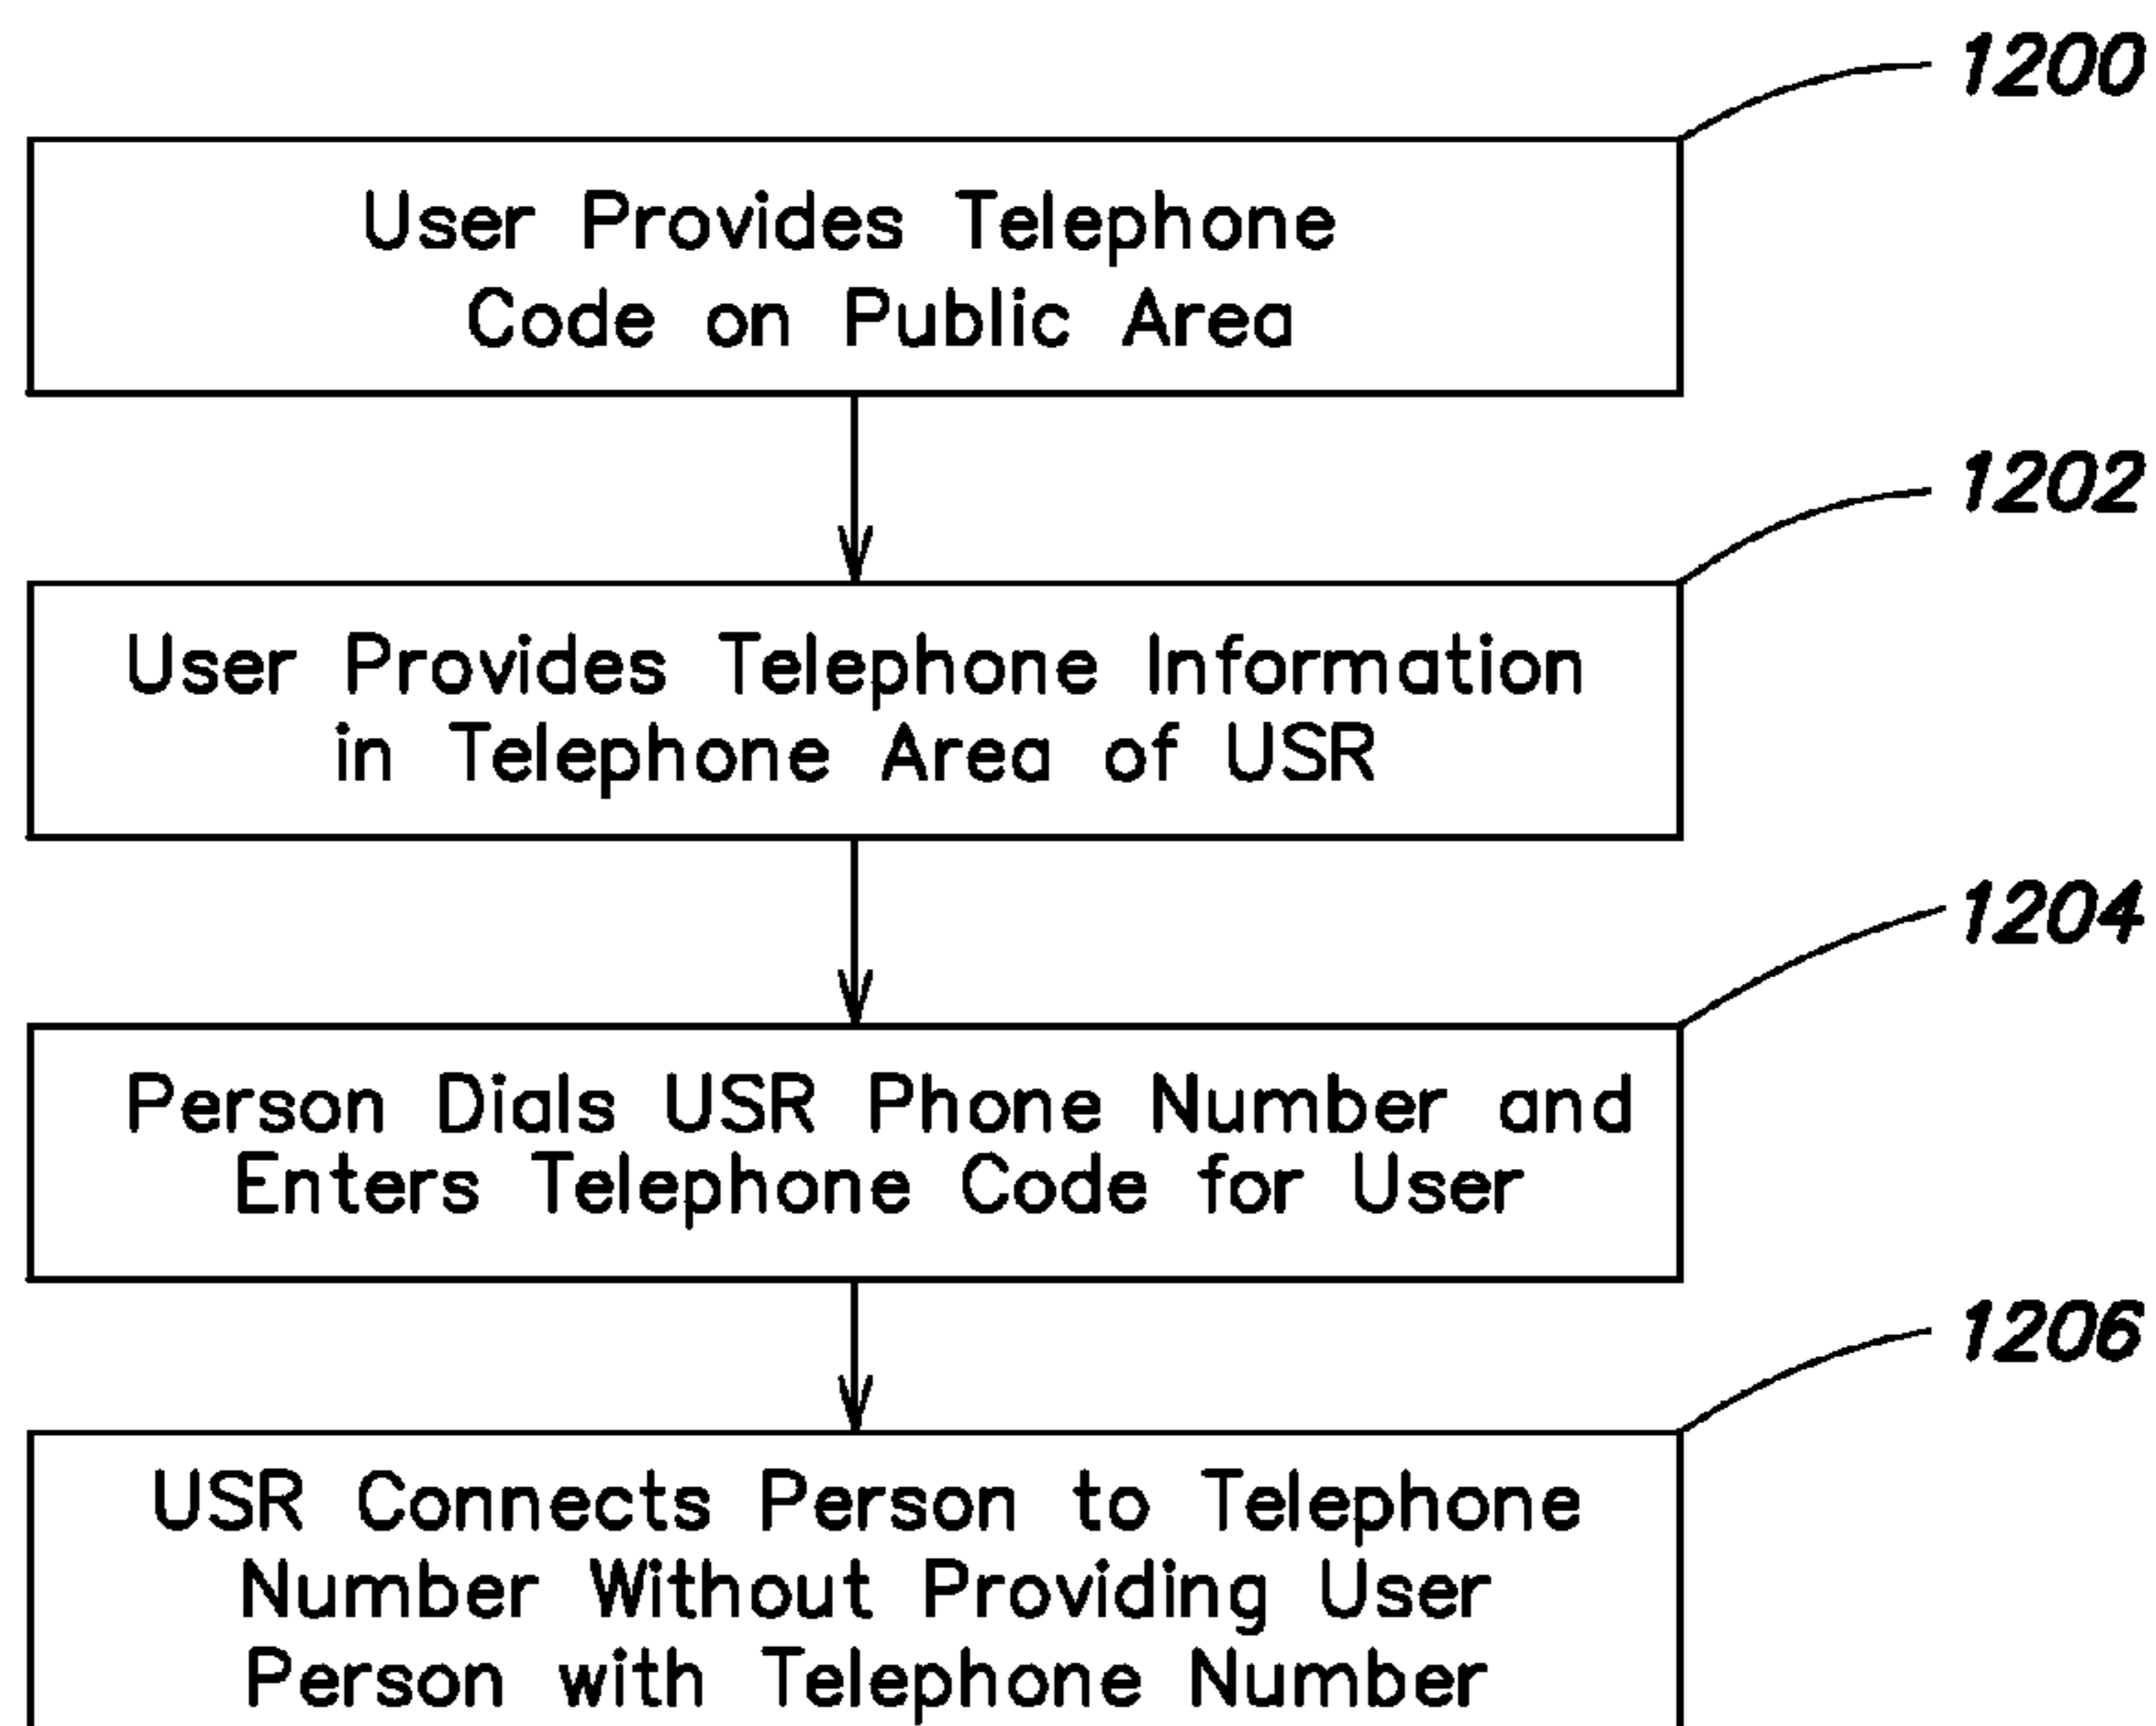 1200
User Provides Telephone
Code on Public Area
1202
User Provides Telephone Information
in Telephone Area of USR
1204
Person Dials USR Phone Number and
Enters Telephone Code for User
1206
USR Connects Person to Telephone
Number Without Providing User
Person with Telephone Number